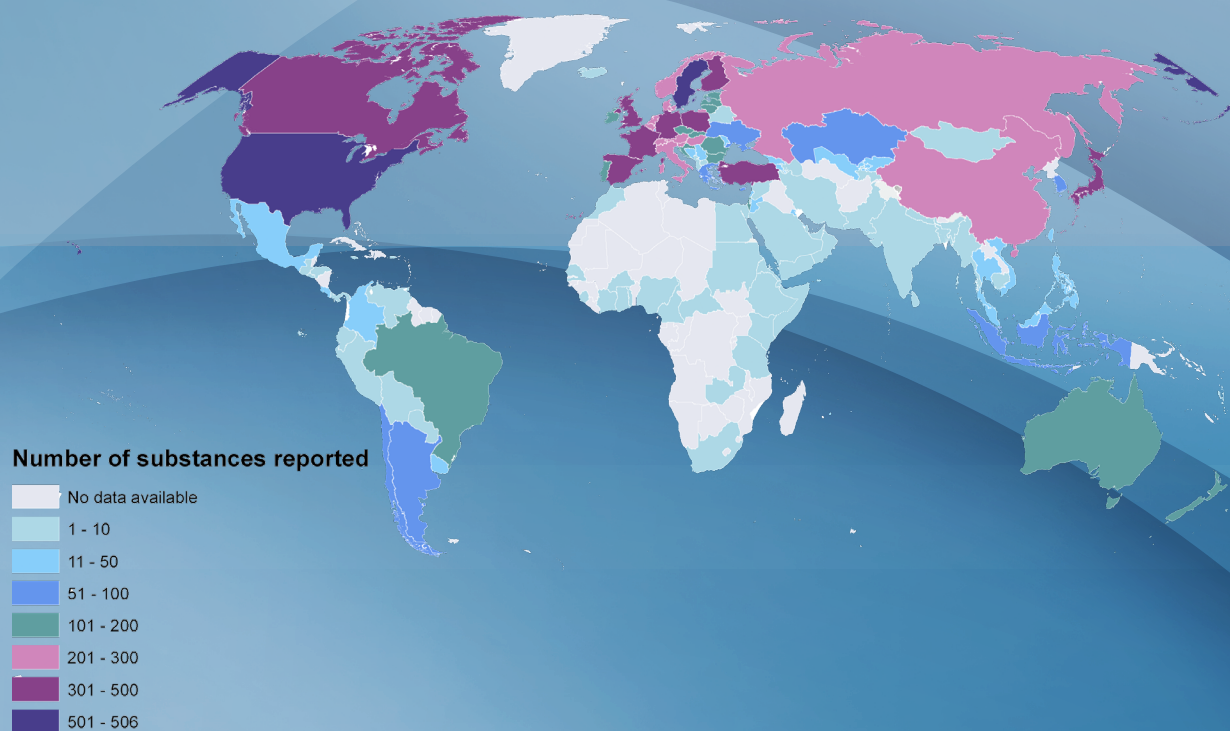 Number of substances reported
No data available
1 - 10
11 - 50
51 - 100
101 - 200
201 - 300
301 - 500
501 - 506